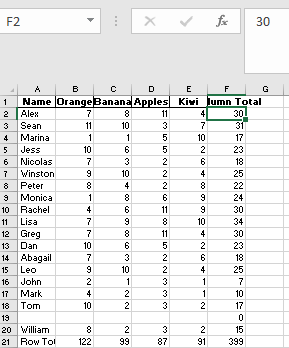 F2 fx 30
A B C D E F G
1 Name Orange Banana Apples Kiwi lumn Total
2 Alex 7 8 11 4 30
3 Sean 11 10 3 7 31
4 Marina 1 1 5 10 17
5 Jess 10 6 5 2 23
6 Nicolas 7 3 2 6 18
7 Winston 9 10 2 4 25
8 Peter 8 4 2 8 22
9 Monica 1 8 6 9 24
10 Rachel 4 6 11 9 30
11 Lisa 7 9 8 10 34
12 Greg 7 8 11 4 30
13 Dan 10 6 5 2 23
14 Abagail 7 3 2 6 18
15 Leo 9 10 2 4 25
16 John 2 1 3 1 7
17 Mark 4 2 3 1 10
18 Tom 10 2 3 2 17
19 0
20 William 8 2 3 2 15
21 Row Tot 122 99 87 91 399